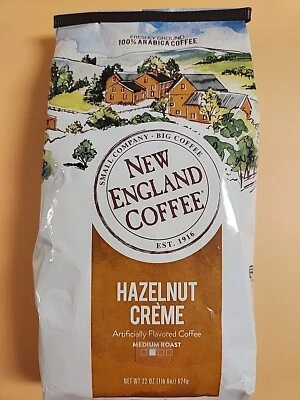 FRESHLY GROUND
100% ARABICA COFFEE
SMALL COMPANY - BIG COFFEE
NEW
ENGLAND
COFFEE®
EST. 1916
HAZELNUT
CRÈME
Artificially Flavored Coffee
MEDIUM ROAST
NET WT 22 OZ (1lb 6oz) 624g